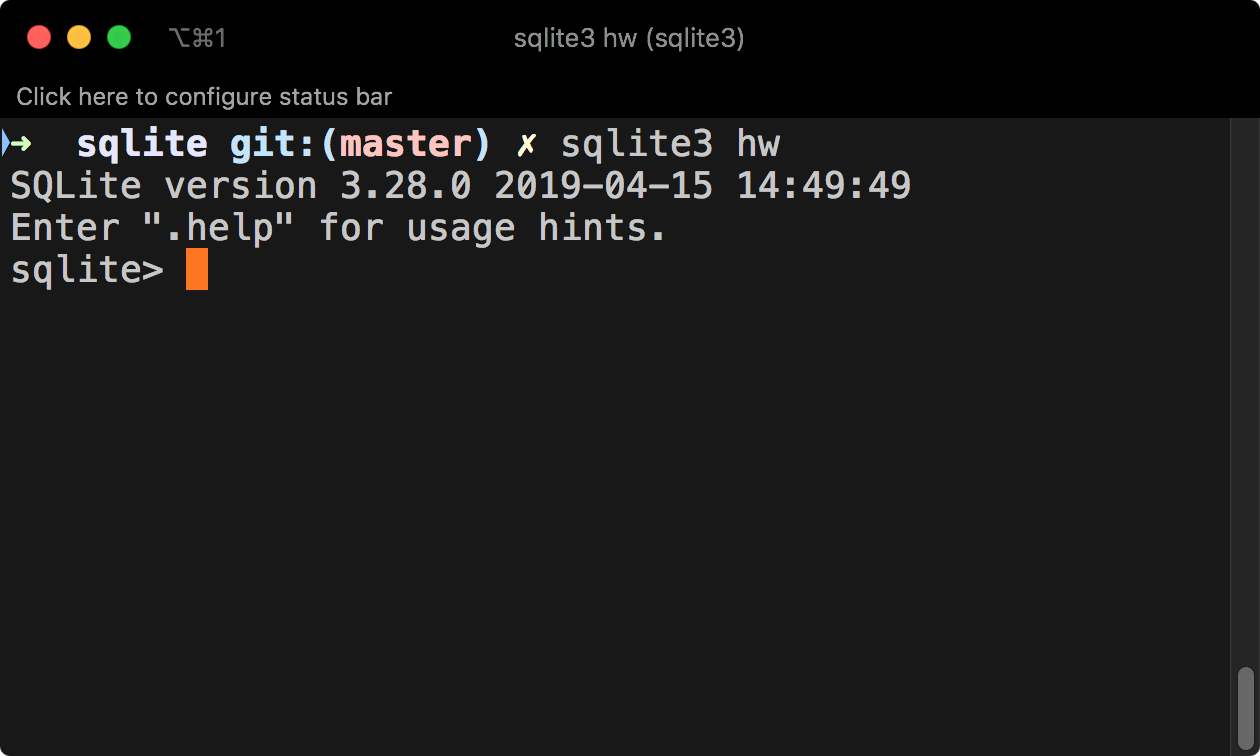 ⌥⌘1 sqlite3 hw (sqlite3)
Click here to configure status bar
➜  sqlite git:(master) ✗ sqlite3 hw
SQLite version 3.28.0 2019-04-15 14:49:49
Enter ".help" for usage hints.
sqlite>